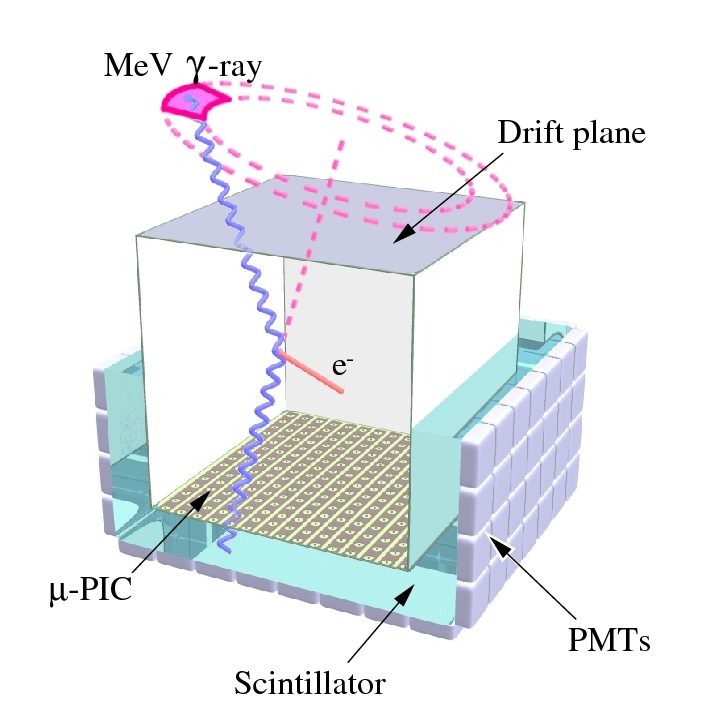 MeV γ-ray
Drift plane
e-
μ-PIC
PMTs
Scintillator